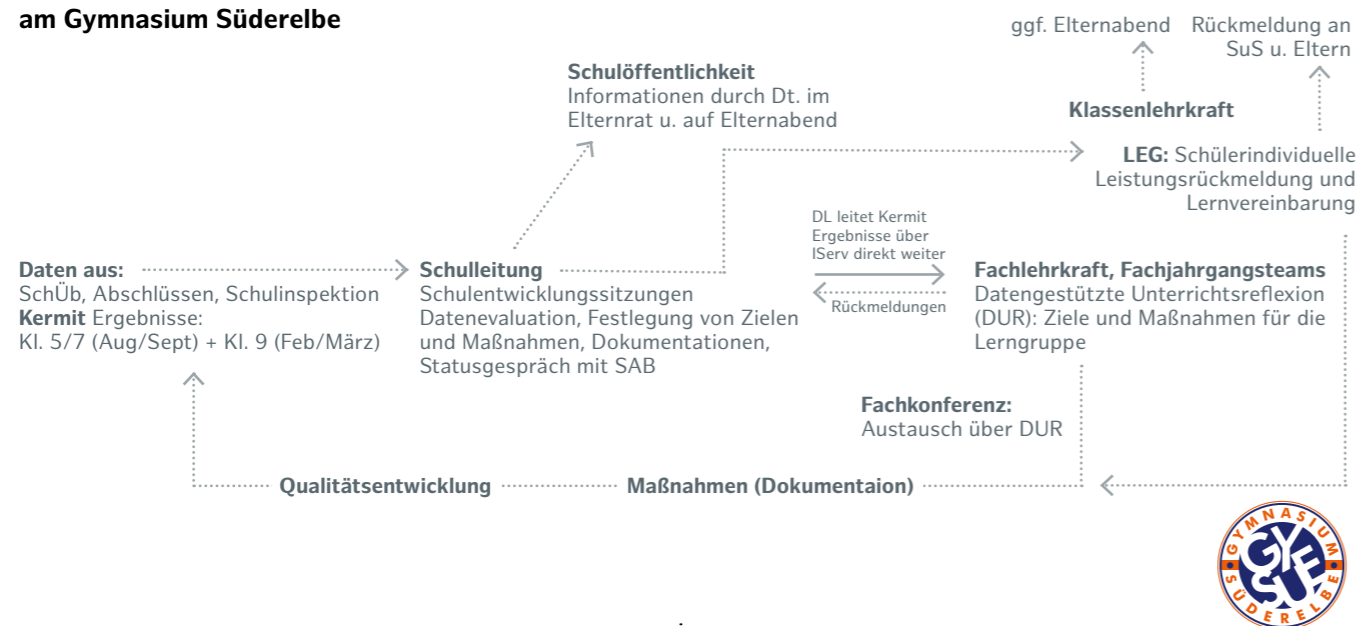 am Gymnasium Süderelbe
ggf. Elternabend
Rückmeldung an
SuS u. Eltern
Schulöffentlichkeit
Informationen durch Dt. im
Elternrat u. auf Elternabend
Klassenlehrkraft
LEG: Schülerindividuelle
Leistungsrückmeldung und
Lernvereinbarung
Daten aus:
SchÜb, Abschlüssen, Schulinspektion
Kermit Ergebnisse:
Kl. 5/7 (Aug/Sept) + Kl. 9 (Feb/März)
Schulleitung
Schulentwicklungssitzungen
Datenevaluation, Festlegung von Zielen
und Maßnahmen, Dokumentationen,
Statusgespräch mit SAB
DL leitet Kermit
Ergebnisse über
IServ direkt weiter
Rückmeldungen
Fachlehrkraft, Fachjahrgangsteams
Datengestützte Unterrichtsreflexion
(DUR): Ziele und Maßnahmen für die
Lerngruppe
Fachkonferenz:
Austausch über DUR
Qualitätsentwicklung
Maßnahmen (Dokumentaion)
GYMNASIUM
GY
SUE
SÜDERELBE